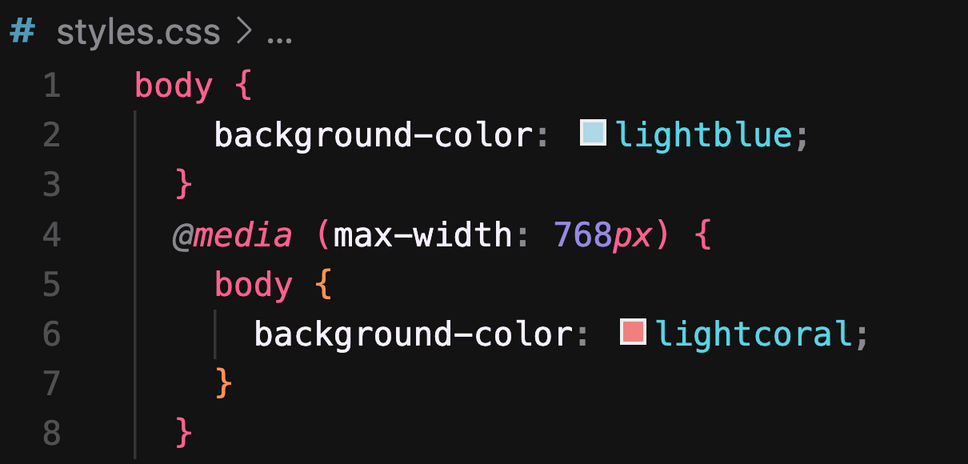 # styles.css > ...
1 body {
2 background-color: lightblue;
3 }
4 @media (max-width: 768px) {
5 body {
6 background-color: lightcoral;
7 }
8 }